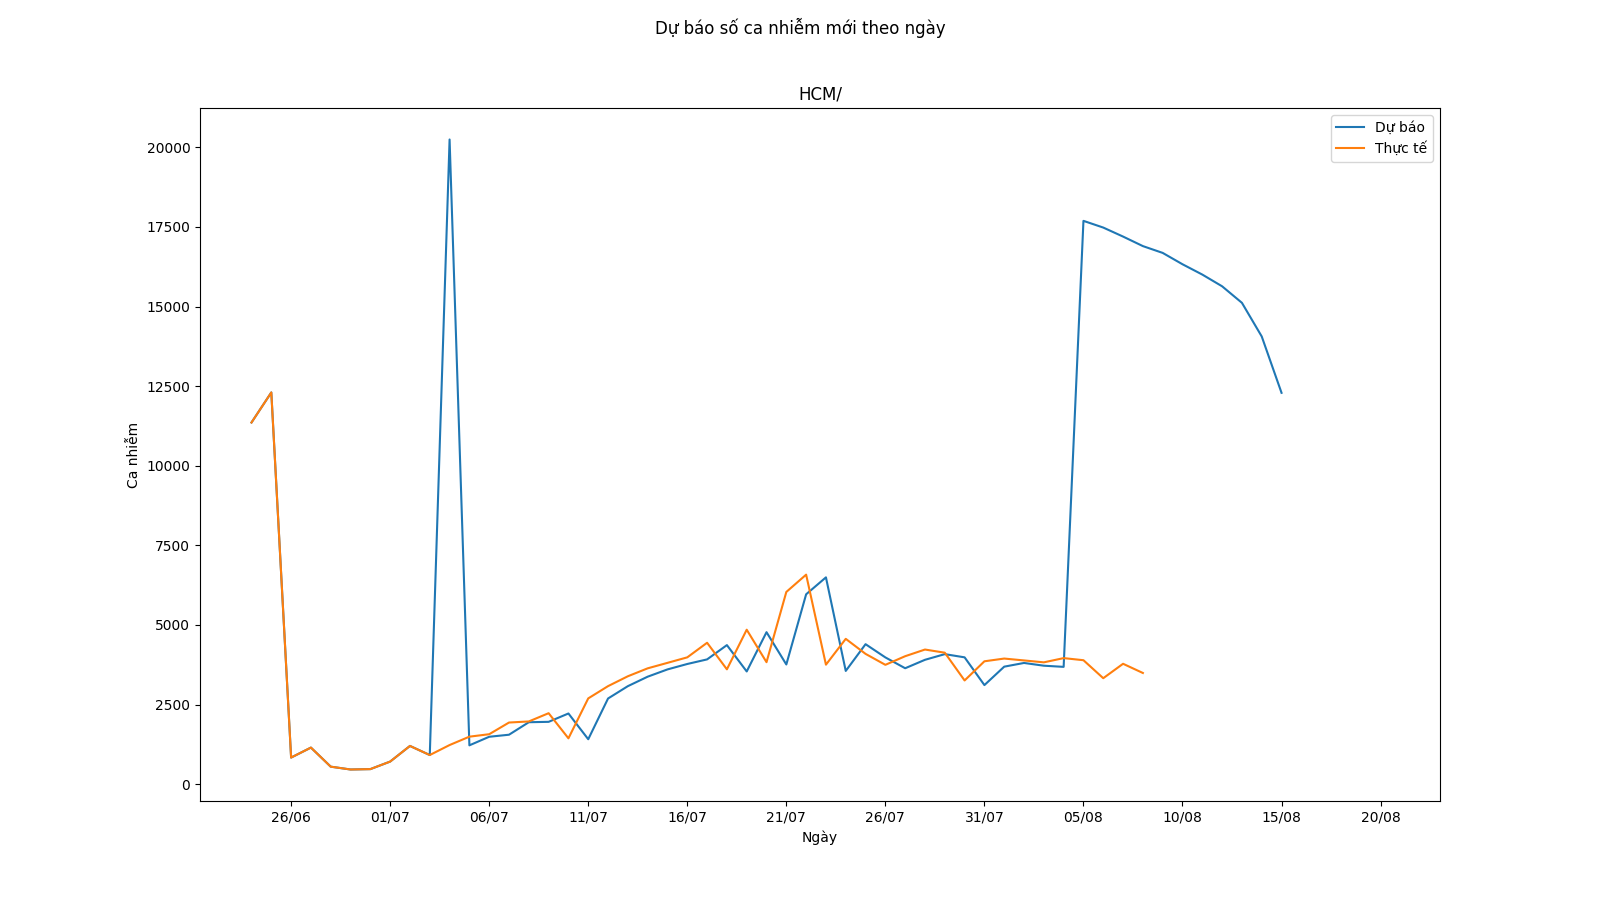 Dự báo số ca nhiễm mới theo ngày
HCM/
Dự báo
Thực tế
20000
17500
15000
12500
10000
7500
5000
2500
0
Ca nhiễm
26/06 01/07 06/07 11/07 16/07 21/07 26/07 31/07 05/08 10/08 15/08 20/08
Ngày